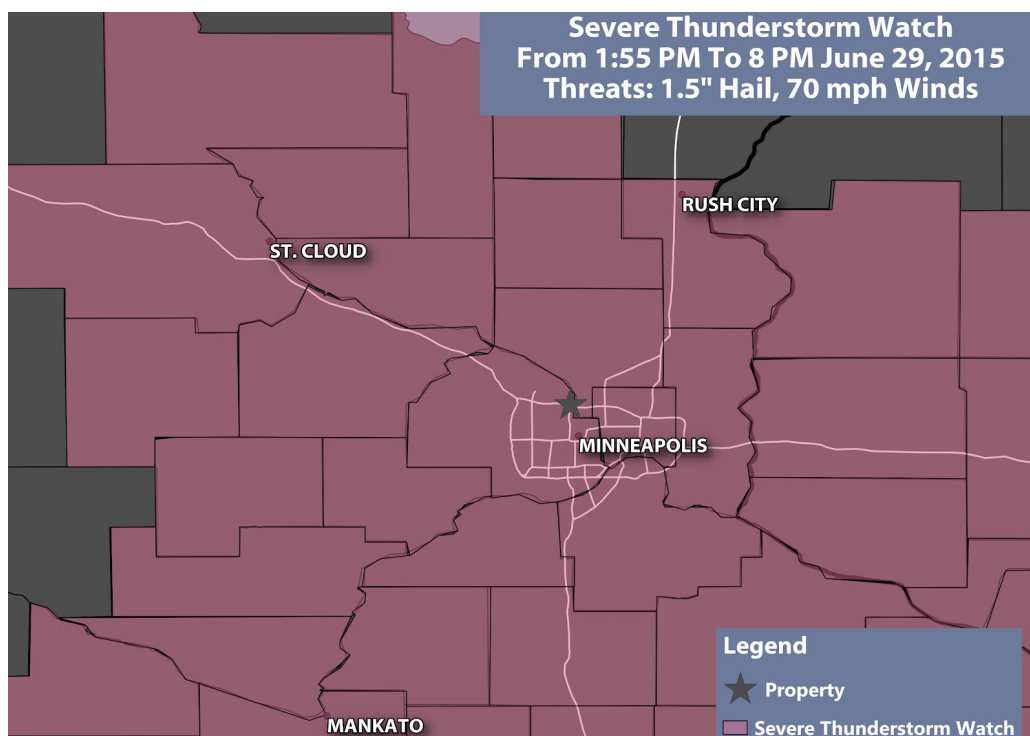 Severe Thunderstorm Watch
From 1:55 PM To 8 PM June 29, 2015
Threats: 1.5" Hail, 70 mph Winds
RUSH CITY
ST. CLOUD
MINNEAPOLIS
Legend
Property
Severe Thunderstorm Watch
MANKATO